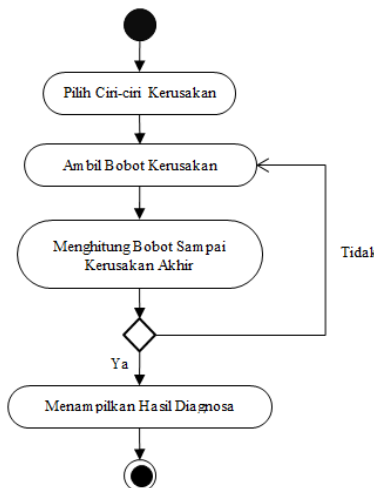 Pilih Ciri-ciri Kerusakan
Ambil Bobot Kerusakan
Menghitung Bobot Sampai
Kerusakan Akhir
Tidak
Ya
Menampilkan Hasil Diagnosa